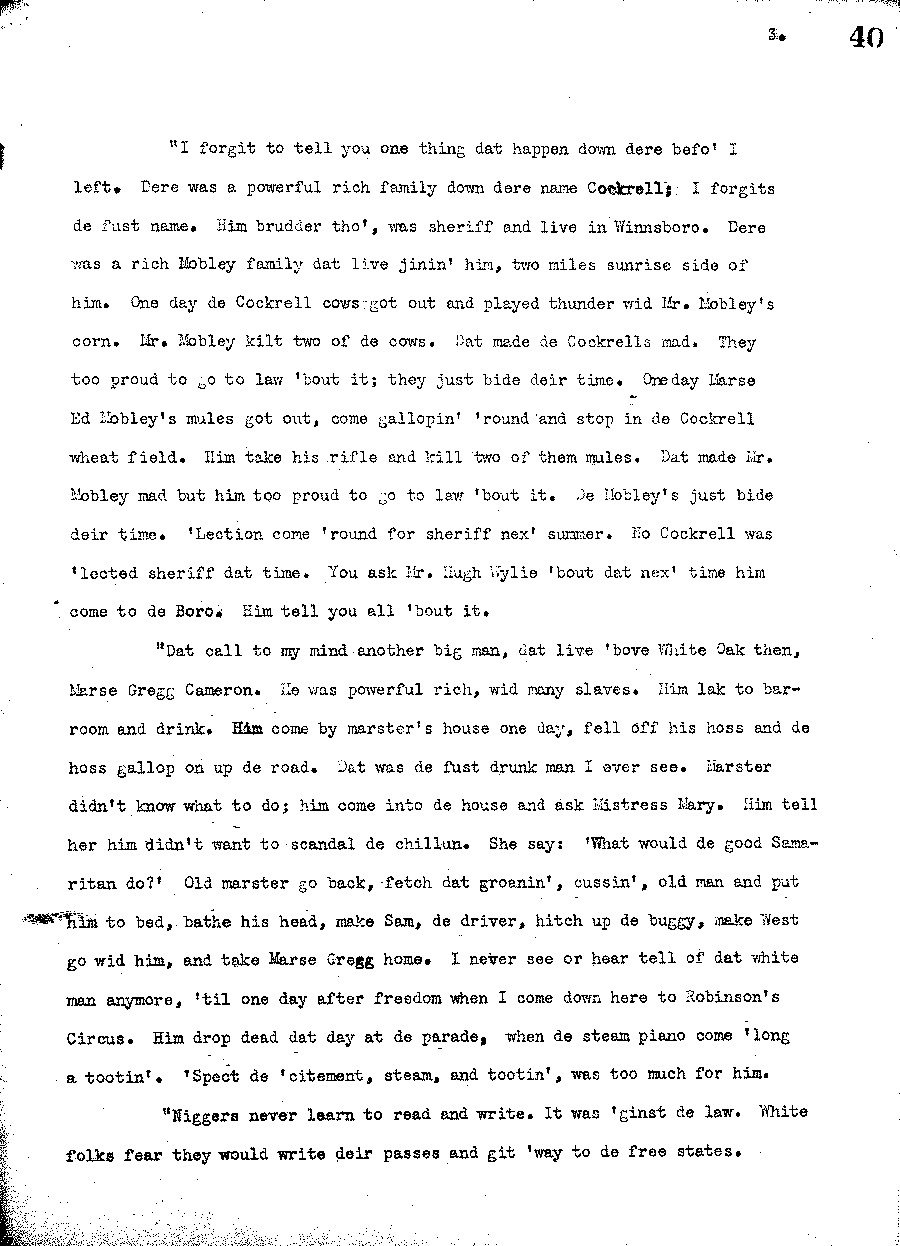 3.
40
"I forgit to tell you one thing dat happen down dere befo' I
left. Dere was a powerful rich family down dere name Cockrell; I forgits
de fust name. Him brudder tho', was sheriff and live in Winnsboro. Dere
was a rich Mobley family dat live jinin' him, two miles sunrise side of
him. One day de Cockrell cows got out and played thunder wid Mr. Mobley's
corn. Mr. Mobley kilt two of de cows. Dat made de Cockrells mad. They
too proud to go to law 'bout it; they just bide deir time. One day Marse
Ed Mobley's mules got out, come gallopin' 'round and stop in de Cockrell
wheat field. Him take his rifle and kill two of them mules. Dat made Mr.
Mobley mad but him too proud to go to law 'bout it. De Mobley's just bide
deir time. 'Lection come 'round for sheriff nex' summer. No Cockrell was
'lected sheriff dat time. You ask Mr. Hugh Wylie 'bout dat nex' time him
come to de Boro. Him tell you all 'bout it.
"Dat call to my mind another big man, dat live 'bove White Oak then,
Marse Gregg Cameron. He was powerful rich, wid many slaves. Him lak to bar-
room and drink. Him come by marster's house one day, fell off his hoss and de
hoss gallop on up de road. Dat was de fust drunk man I ever see. Marster
didn't know what to do; him come into de house and ask Mistress Mary. Him tell
her him didn't want to scandal de chillun. She say: 'What would de good Sama-
ritan do?' Old marster go back, fetch dat groanin', cussin', old man and put
him to bed, bathe his head, make Sam, de driver, hitch up de buggy, make West
go wid him, and take Marse Gregg home. I never see or hear tell of dat white
man anymore, 'til one day after freedom when I come down here to Robinson's
Circus. Him drop dead dat day at de parade, when de steam piano come 'long
a tootin'. 'Spect de 'citement, steam, and tootin', was too much for him.
"Niggers never learn to read and write. It was 'ginst de law. White
folks fear they would write deir passes and git 'way to de free states.